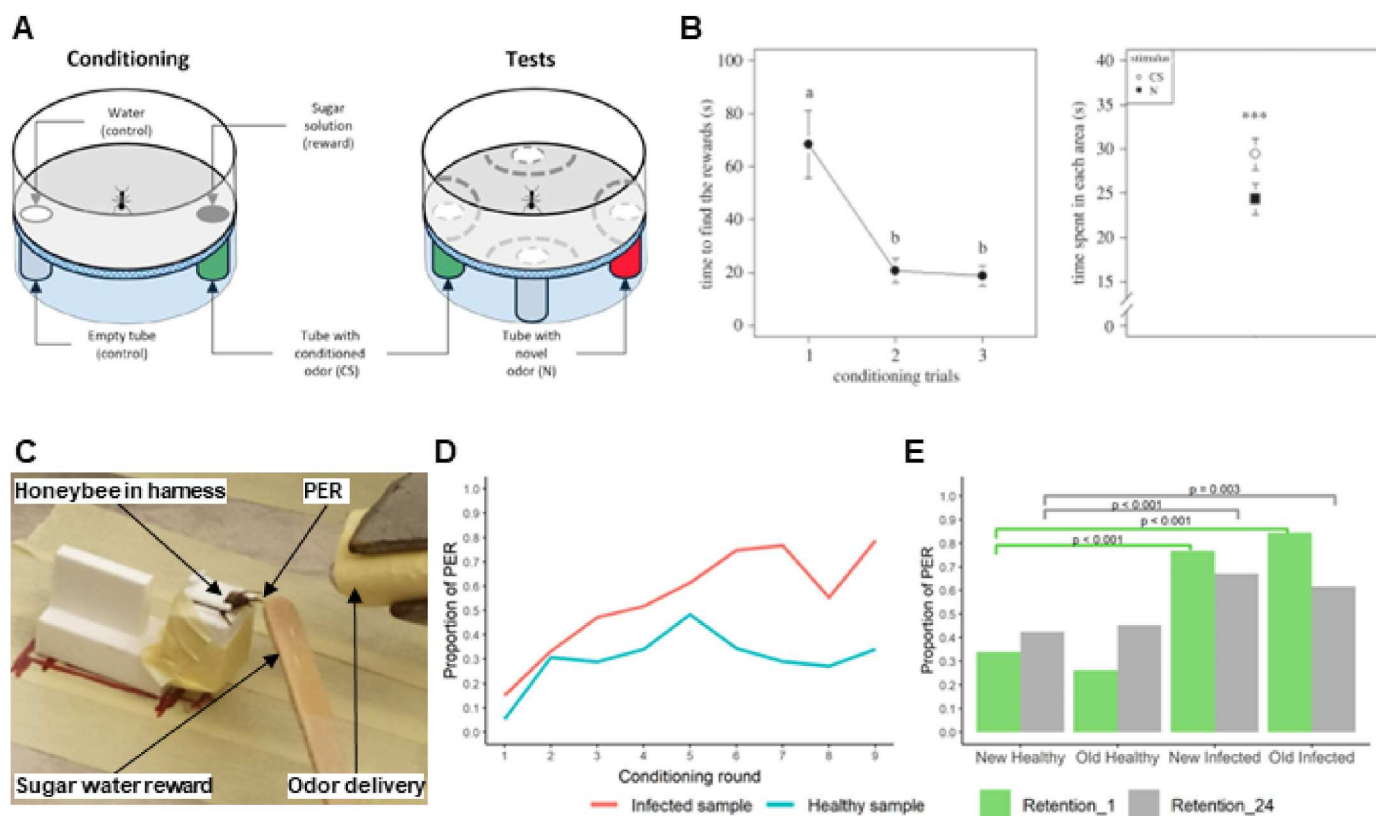 A
Conditioning
Tests
Water
(control)
Sugar
solution
(reward)
Empty tube
(control)
Tube with
conditioned
odor (CS)
Tube with
novel
odor (N)
B
time to find the rewards (s)
100
80
60
40
20
0
a
b
b
1
2
3
conditioning trials
time spent in each area (s)
40
35
30
25
20
15
0
stimulus
CS
N
***
C
Honeybee in harness
PER
Sugar water reward
Odor delivery
D
Proportion of PER
1.0
0.9
0.8
0.7
0.6
0.5
0.4
0.3
0.2
0.1
0.0
1
2
3
4
5
6
7
8
9
Conditioning round
Infected sample
Healthy sample
E
Proportion of PER
1.0
0.9
0.8
0.7
0.6
0.5
0.4
0.3
0.2
0.1
0.0
p = 0.003
p < 0.001
p < 0.001
p < 0.001
New Healthy
Old Healthy
New Infected
Old Infected
Retention_1
Retention_24